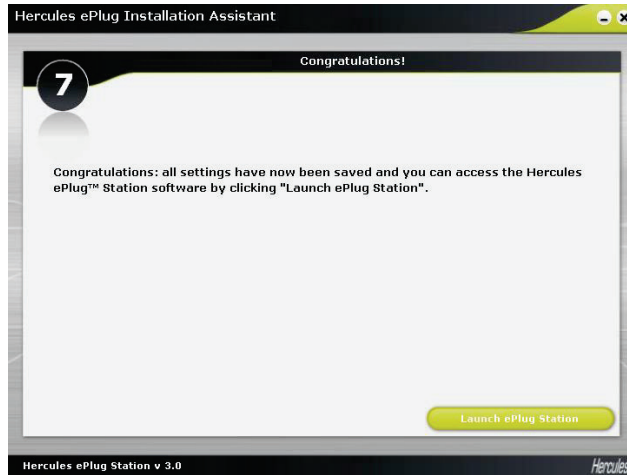 Hercules ePlug Installation Assistant
Congratulations!
7
Congratulations: all settings have now been saved and you can access the Hercules
ePlug™ Station software by clicking "Launch ePlug Station".
Launch ePlug Station
Hercules ePlug Station v 3.0
Hercules